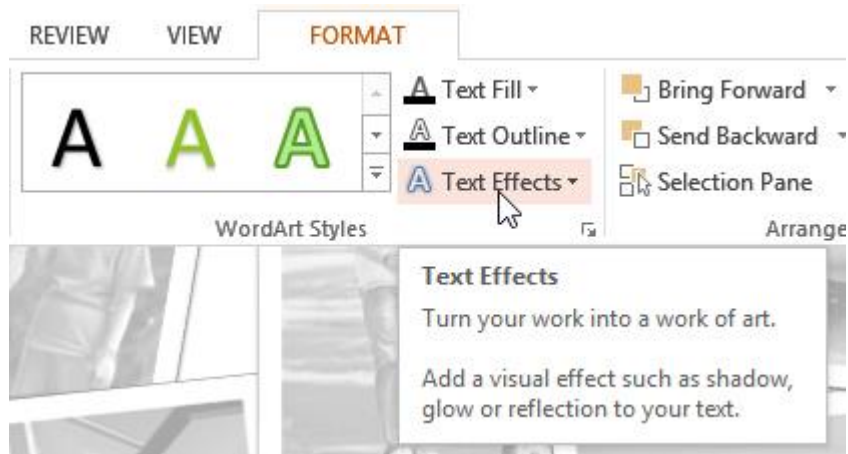 REVIEW VIEW FORMAT
A A A
Text Fill
Text Outline
Text Effects
WordArt Styles
Bring Forward
Send Backward
Selection Pane
Arrange
Text Effects
Turn your work into a work of art.
Add a visual effect such as shadow,
glow or reflection to your text.